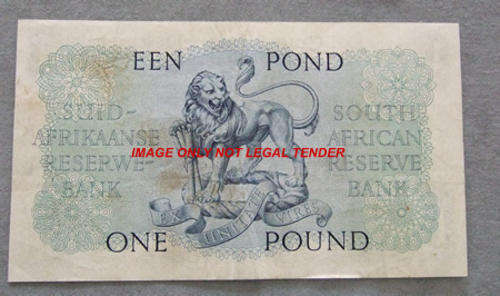 EEN POND
SUID-
AFRIKAANSE
RESERWE-
BANK
SOUTH
AFRICAN
RESERVE
BANK
IMAGE ONLY NOT LEGAL TENDER
EX UNITATE VIRES
ONE POUND